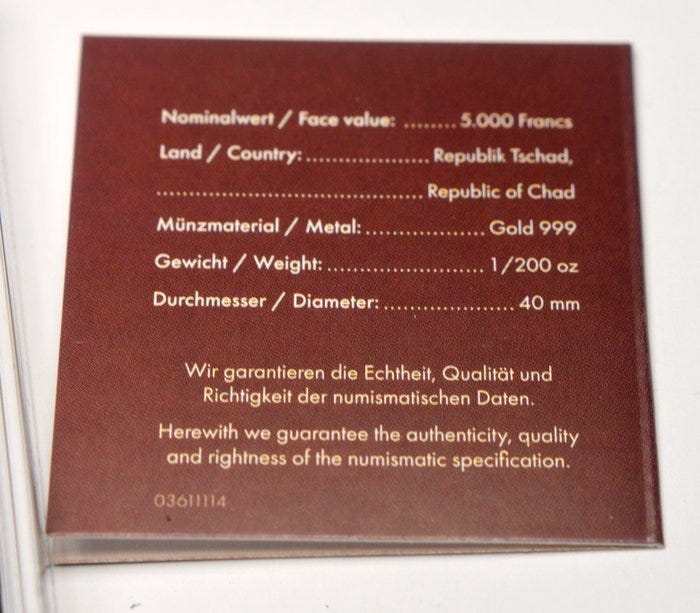 Nominalwert / Face value: ........ 5.000 Francs
Land / Country: .................... Republik Tschad,
........................................... Republic of Chad
Münzmaterial / Metal: ................... Gold 999
Gewicht / Weight: ......................... 1/200 oz
Durchmesser / Diameter: ..................... 40 mm
Wir garantieren die Echtheit, Qualität und
Richtigkeit der numismatischen Daten.
Herewith we guarantee the authenticity, quality
and rightness of the numismatic specification.
03611114